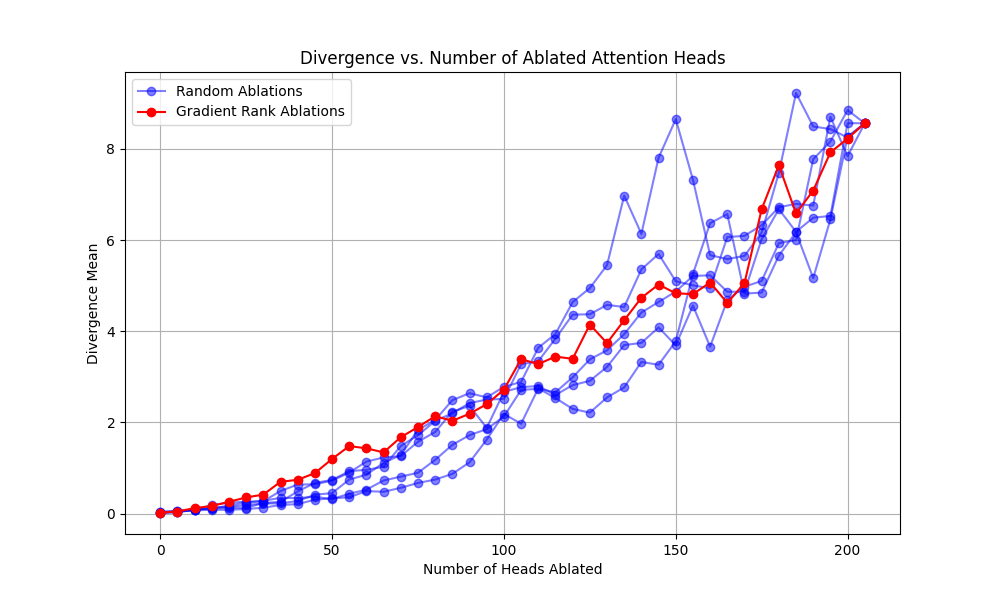 Divergence vs. Number of Ablated Attention Heads
Random Ablations
Gradient Rank Ablations
8
6
4
2
0
Divergence Mean
0 50 100 150 200
Number of Heads Ablated